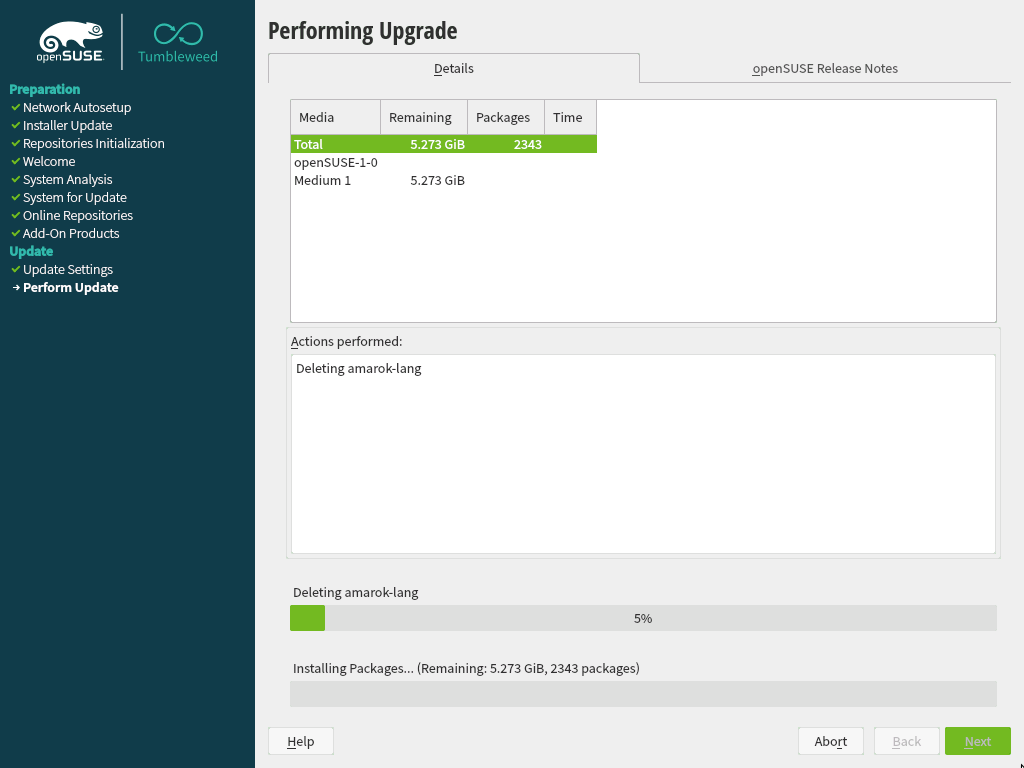 openSUSE
Tumbleweed
Preparation
Network Autosetup
Installer Update
Repositories Initialization
Welcome
System Analysis
System for Update
Online Repositories
Add-On Products
Update
Update Settings
Perform Update
Performing Upgrade
Details openSUSE Release Notes
Media Remaining Packages Time
Total 5.273 GiB 2343
openSUSE-1-0
Medium 1 5.273 GiB
Actions performed:
Deleting amarok-lang
Deleting amarok-lang
5%
Installing Packages... (Remaining: 5.273 GiB, 2343 packages)
Help Abort Back Next